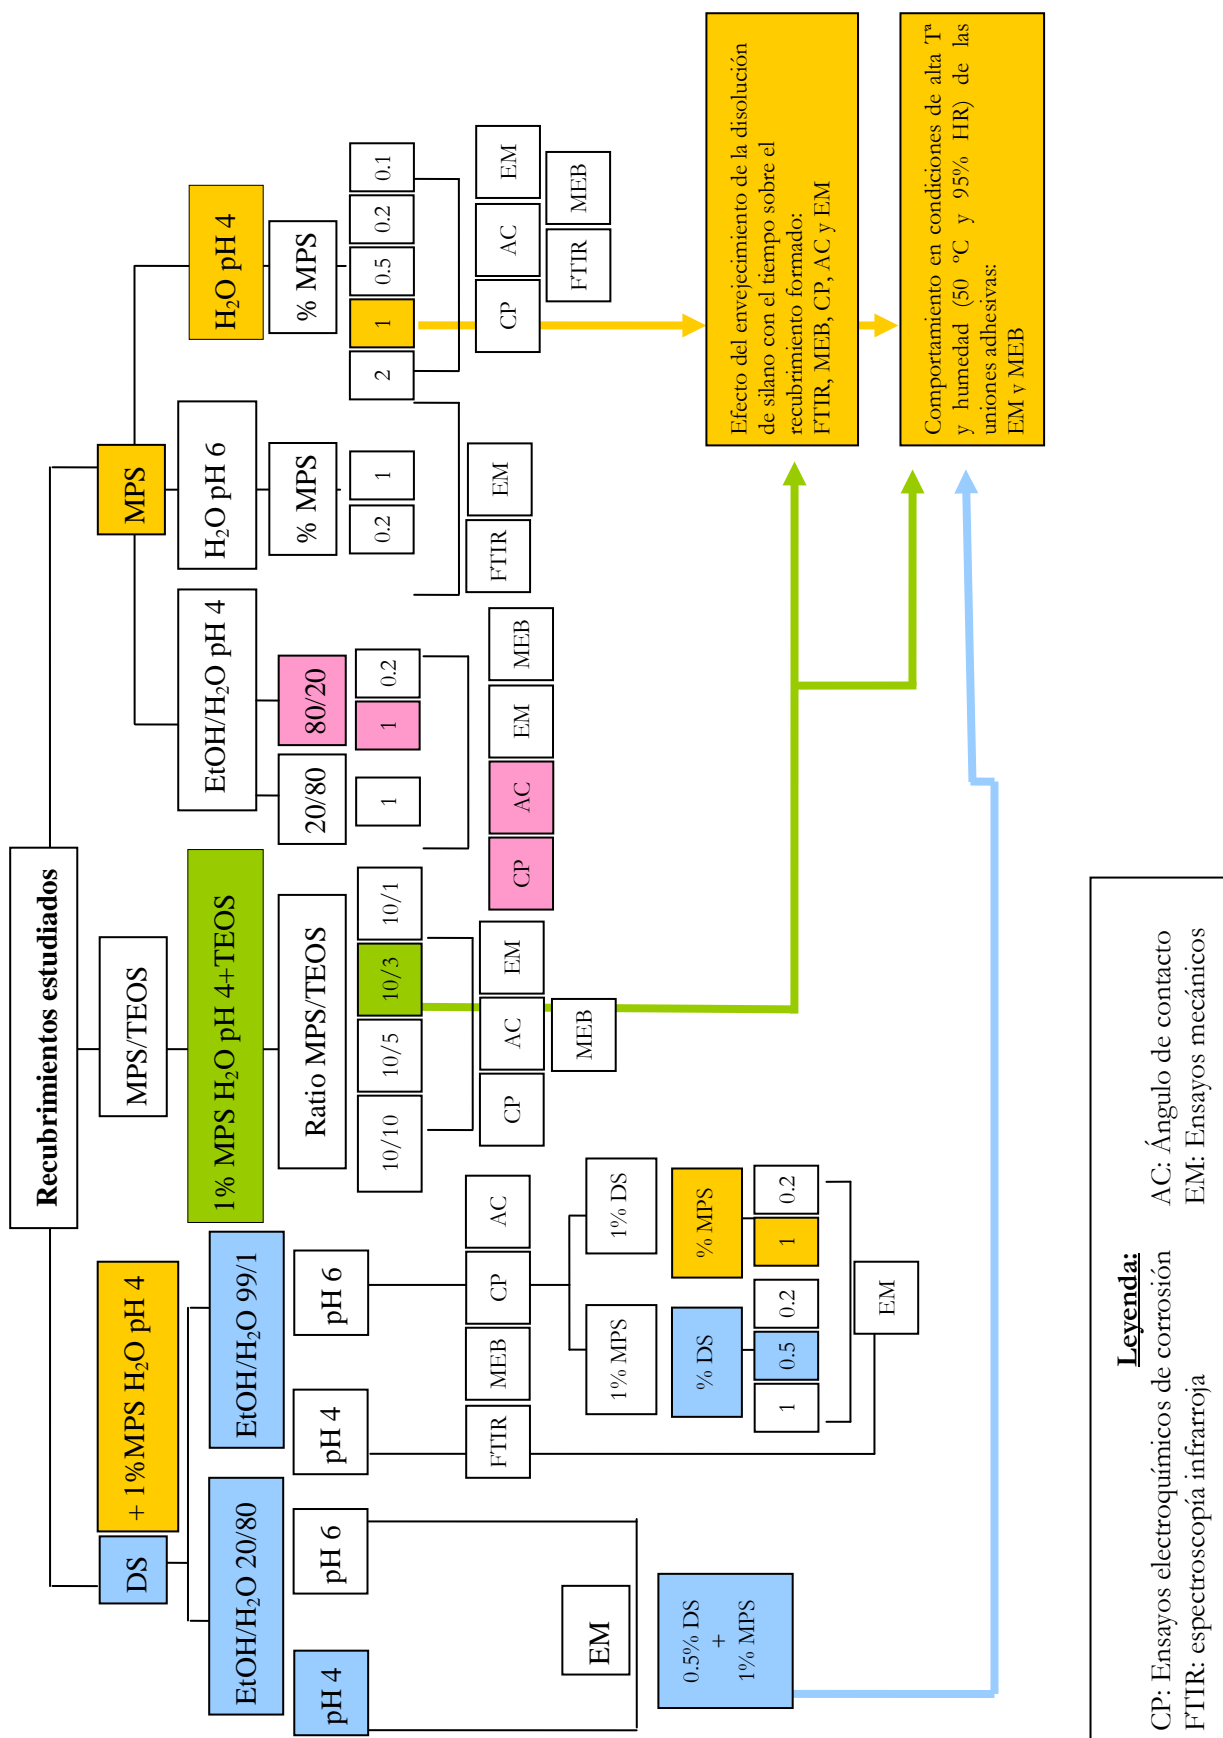 Recubrimientos estudiados
DS
+ 1%MPS H₂O pH 4
EtOH/H₂O 20/80
EtOH/H₂O 99/1
pH 4
pH 6
pH 4
pH 6
EM
FTIR
MEB
CP
AC
1% MPS
1% DS
% DS
% MPS
1
0.5
0.2
1
0.2
EM
0.5% DS
+
1% MPS
MPS/TEOS
1% MPS H₂O pH 4+TEOS
Ratio MPS/TEOS
10/10
10/5
10/3
10/1
CP
AC
EM
MEB
MPS
EtOH/H₂O pH 4
20/80
80/20
1
1
0.2
CP
AC
EM
MEB
H₂O pH 6
% MPS
0.2
1
FTIR
EM
H₂O pH 4
% MPS
2
1
0.5
0.2
0.1
CP
AC
EM
FTIR
MEB
Efecto del envejecimiento de la disolución
de silano con el tiempo sobre el
recubrimiento formado:
FTIR, MEB, CP, AC y EM
Comportamiento en condiciones de alta Tª
y humedad (50 ºC y 95% HR) de las
uniones adhesivas:
EM y MEB
Leyenda:
CP: Ensayos electroquímicos de corrosión
AC: Ángulo de contacto
FTIR: espectroscopía infrarroja
EM: Ensayos mecánicos